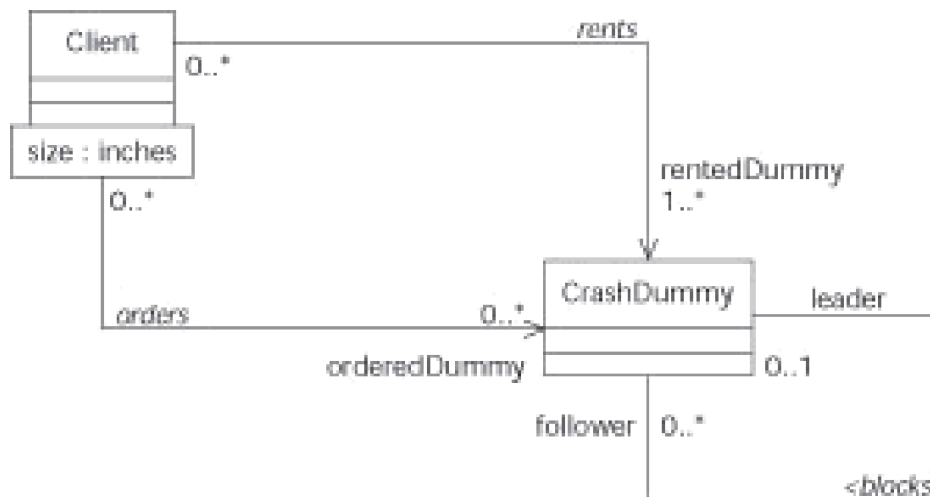 Client
rents
0..*
size : inches
0..*
rentedDummy
1..*
CrashDummy
leader
orders
0..*
orderedDummy
0..1
follower
0..*
<blocks